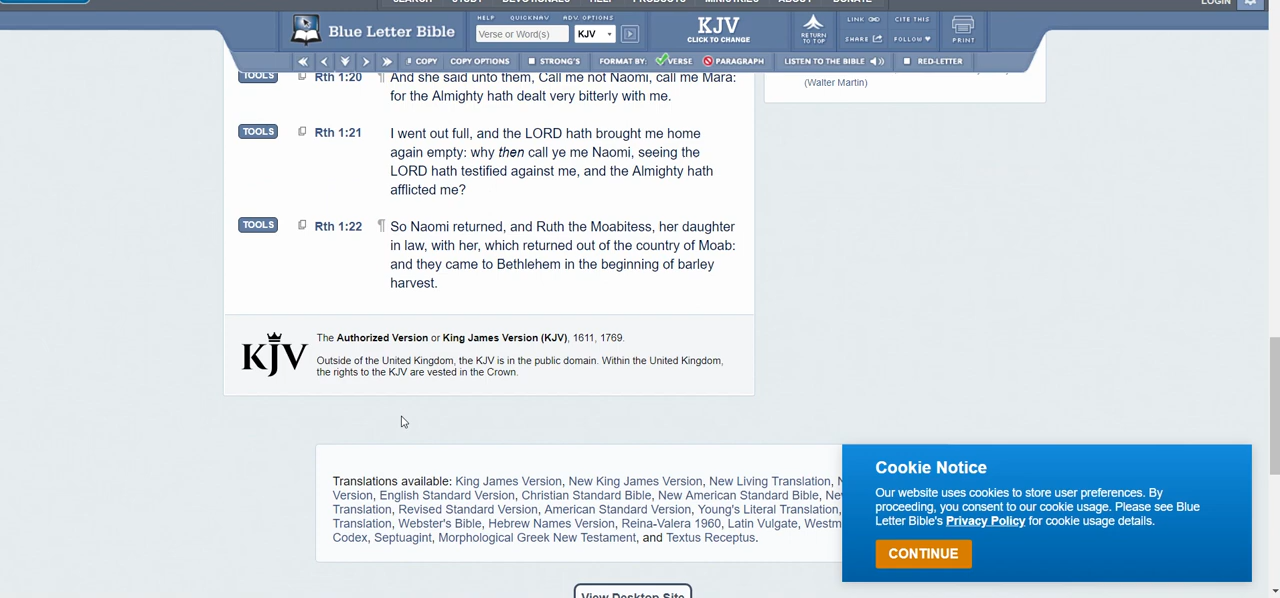 SEARCH STUDY DEVOTIONALS HELP PRODUCTS MINISTRIES ABOUT DONATE LOGIN
Blue Letter Bible
HELP QUICKNAV ADV. OPTIONS
Verse or Word(s) KJV
KJV
CLICK TO CHANGE
RETURN
TO TOP
LINK CITE THIS
SHARE FOLLOW
PRINT
COPY COPY OPTIONS STRONG'S FORMAT BY: VERSE PARAGRAPH LISTEN TO THE BIBLE RED-LETTER
TOOLS Rth 1:20 ¶ And she said unto them, Call me not Naomi, call me Mara:
for the Almighty hath dealt very bitterly with me.
(Walter Martin)
TOOLS Rth 1:21 I went out full, and the LORD hath brought me home
again empty: why then call ye me Naomi, seeing the
LORD hath testified against me, and the Almighty hath
afflicted me?
TOOLS Rth 1:22 ¶ So Naomi returned, and Ruth the Moabitess, her daughter
in law, with her, which returned out of the country of Moab:
and they came to Bethlehem in the beginning of barley
harvest.
KJV
The Authorized Version or King James Version (KJV), 1611, 1769.
Outside of the United Kingdom, the KJV is in the public domain. Within the United Kingdom,
the rights to the KJV are vested in the Crown.
Translations available: King James Version, New King James Version, New Living Translation,
Version, English Standard Version, Christian Standard Bible, New American Standard Bible,
Translation, Revised Standard Version, American Standard Version, Young's Literal Translation,
Translation, Webster's Bible, Hebrew Names Version, Reina-Valera 1960, Latin Vulgate,
Codex, Septuagint, Morphological Greek New Testament, and Textus Receptus.
Cookie Notice
Our website uses cookies to store user preferences. By
proceeding, you consent to our cookie usage. Please see Blue
Letter Bible's Privacy Policy for cookie usage details.
CONTINUE
View Desktop Site